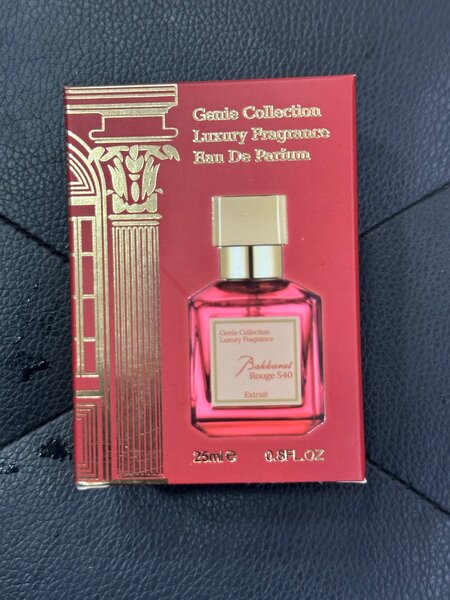 Genie Collection
Luxury Fragrance
Eau De Parfum
Genie Collection
Luxury Fragrance
Bakkarat
Rouge 540
Extrait
25ml e 0.8FL.OZ